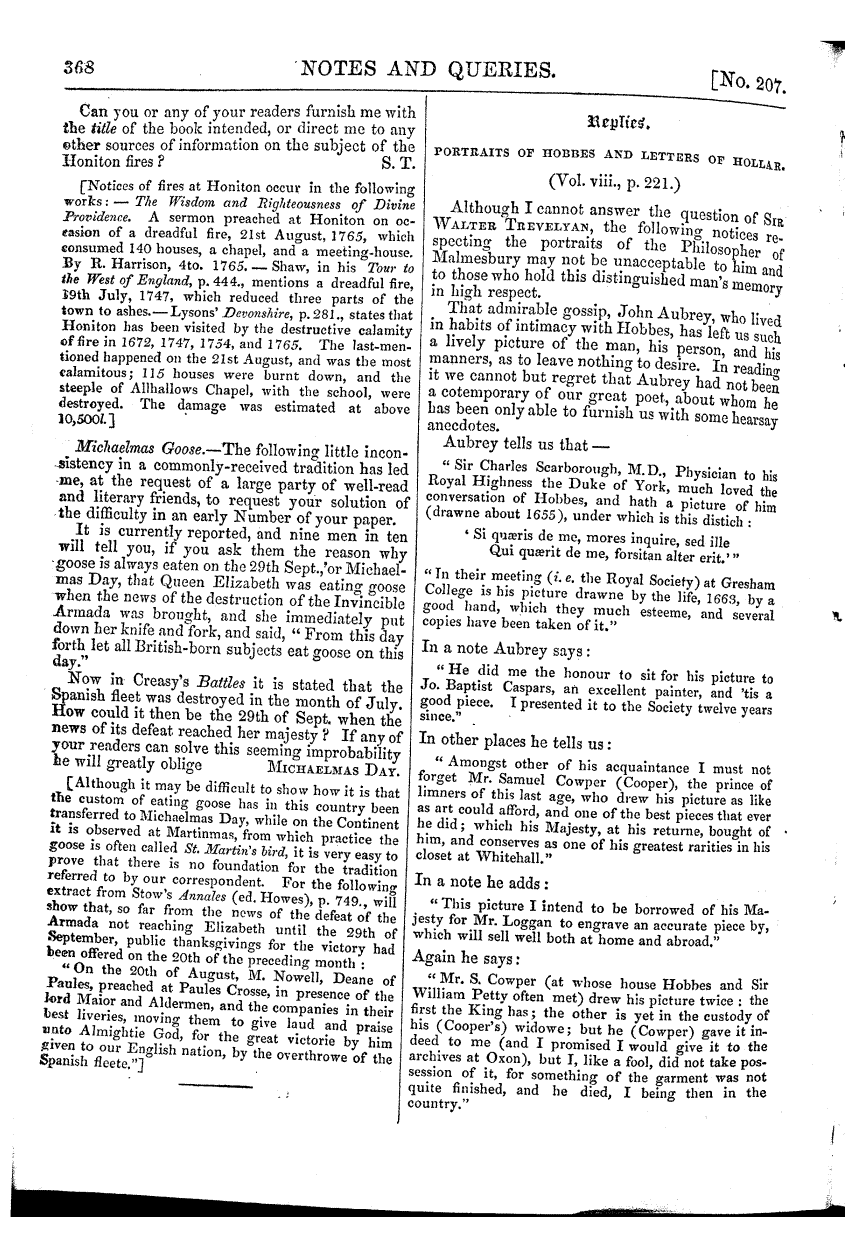 368 NOTES AND QUERIES. [No. 207.
Can you or any of your readers furnish me with
the title of the book intended, or direct me to any
other sources of information on the subject of the
Honiton fires? S. T.
[Notices of fires at Honiton occur in the following
works: — The Wisdom and Righteousness of Divine
Providence. A sermon preached at Honiton on oc-
casion of a dreadful fire, 21st August, 1765, which
consumed 140 houses, a chapel, and a meeting-house.
By R. Harrison, 4to. 1765. — Shaw, in his Tour to
the West of England, p. 444., mentions a dreadful fire,
19th July, 1747, which reduced three parts of the
town to ashes.—Lysons' Devonshire, p. 281., states that
Honiton has been visited by the destructive calamity
of fire in 1672, 1747, 1754, and 1765. The last-men-
tioned happened on the 21st August, and was the most
calamitous; 115 houses were burnt down, and the
steeple of Allhallows Chapel, with the school, were
destroyed. The damage was estimated at above
10,500l.]
Michaelmas Goose.—The following little incon-
sistency in a commonly-received tradition has led
me, at the request of a large party of well-read
and literary friends, to request your solution of
the difficulty in an early Number of your paper.
It is currently reported, and nine men in ten
will tell you, if you ask them the reason why
goose is always eaten on the 29th Sept., or Michael-
mas Day, that Queen Elizabeth was eating goose
when the news of the destruction of the Invincible
Armada was brought, and she immediately put
down her knife and fork, and said, "From this day
forth let all British-born subjects eat goose on this
day."
Now in Creasy's Battles it is stated that the
Spanish fleet was destroyed in the month of July.
How could it then be the 29th of Sept. when the
news of its defeat reached her majesty? If any of
your readers can solve this seeming improbability
he will greatly oblige MICHAELMAS DAY.
[Although it may be difficult to show how it is that
the custom of eating goose has in this country been
transferred to Michaelmas Day, while on the Continent
it is observed at Martinmas, from which practice the
goose is often called St. Martin's bird, it is very easy to
prove that there is no foundation for the tradition
referred to by our correspondent. For the following
extract from Stow's Annales (ed. Howes), p. 749., will
show that, so far from the news of the defeat of the
Armada not reaching Elizabeth until the 29th of
September, public thanksgivings for the victory had
been offered on the 20th of the preceding month:
"On the 20th of August, M. Nowell, Deane of
Paules, preached at Paules Crosse, in presence of the
lord Maior and Aldermen, and the companies in their
best liveries, moving them to give laud and praise
unto Almightie God, for the great victorie by him
given to our English nation, by the overthrowe of the
Spanish fleete."]
Replies.
PORTRAITS OF HOBBES AND LETTERS OF HOLLAR.
(Vol. viii., p. 221.)
Although I cannot answer the question of SIR
WALTER TREVELYAN, the following notices re-
specting the portraits of the Philosopher of
Malmesbury may not be unacceptable to him and
to those who hold this distinguished man's memory
in high respect.
That admirable gossip, John Aubrey, who lived
in habits of intimacy with Hobbes, has left us such
a lively picture of the man, his person, and his
manners, as to leave nothing to desire. In reading
it we cannot but regret that Aubrey had not been
a cotemporary of our great poet, about whom he
has been only able to furnish us with some hearsay
anecdotes.
Aubrey tells us that —
"Sir Charles Scarborough, M.D., Physician to his
Royal Highness the Duke of York, much loved the
conversation of Hobbes, and hath a picture of him
(drawne about 1655), under which is this distich:
'Si quæris de me, mores inquire, sed ille
Qui quærit de me, forsitan alter erit.'"
"In their meeting (i. e. the Royal Society) at Gresham
College is his picture drawne by the life, 1663, by a
good hand, which they much esteeme, and several
copies have been taken of it."
In a note Aubrey says:
"He did me the honour to sit for his picture to
Jo. Baptist Caspars, an excellent painter, and 'tis a
good piece. I presented it to the Society twelve years
since."
In other places he tells us:
"Amongst other of his acquaintance I must not
forget Mr. Samuel Cowper (Cooper), the prince of
limners of this last age, who drew his picture as like
as art could afford, and one of the best pieces that ever
he did; which his Majesty, at his returne, bought of
him, and conserves as one of his greatest rarities in his
closet at Whitehall."
In a note he adds:
"This picture I intend to be borrowed of his Ma-
jesty for Mr. Loggan to engrave an accurate piece by,
which will sell well both at home and abroad."
Again he says:
"Mr. S. Cowper (at whose house Hobbes and Sir
William Petty often met) drew his picture twice: the
first the King has; the other is yet in the custody of
his (Cooper's) widowe; but he (Cowper) gave it in-
deed to me (and I promised I would give it to the
archives at Oxon), but I, like a fool, did not take pos-
session of it, for something of the garment was not
quite finished, and he died, I being then in the
country."